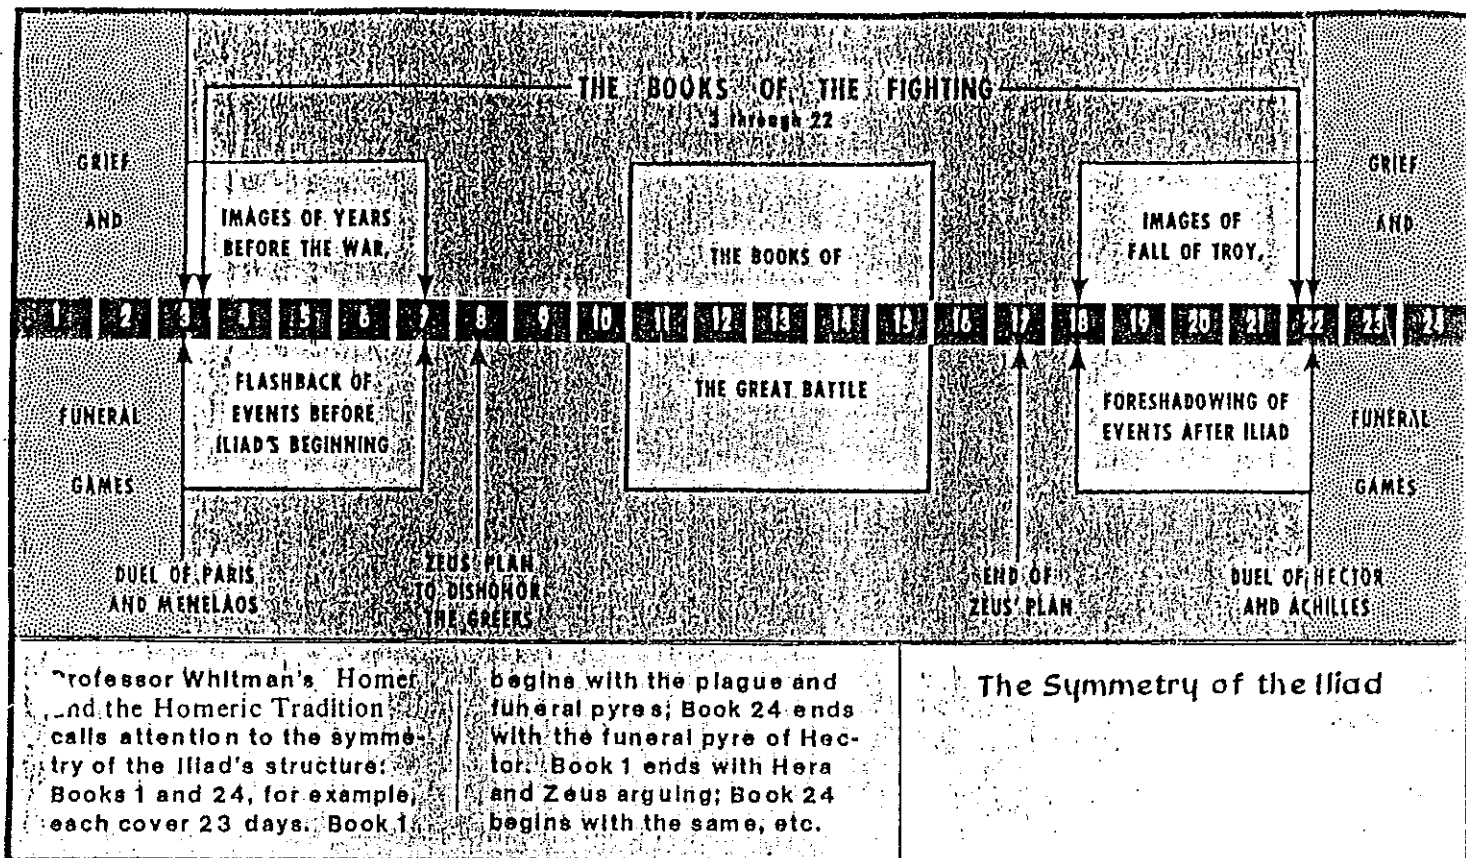 THE BOOKS OF THE FIGHTING
3 through 22
GRIEF
AND
IMAGES OF YEARS
BEFORE THE WAR,
THE BOOKS OF
IMAGES OF
FALL OF TROY,
GRIEF
AND
1 2 3 4 5 6 7 8 9 10 11 12 13 14 15 16 17 18 19 20 21 22 23 24
FUNERAL
GAMES
FLASHBACK OF
EVENTS BEFORE
ILIAD'S BEGINNING
THE GREAT BATTLE
FORESHADOWING OF
EVENTS AFTER ILIAD
FUNERAL
GAMES
DUEL OF PARIS
AND MENELAOS
ZEUS' PLAN
TO DISHONOR
THE GREEKS
END OF
ZEUS' PLAN
DUEL OF HECTOR
AND ACHILLES
Professor Whitman's Homer
and the Homeric Tradition
calls attention to the symme-
try of the Iliad's structure:
Books 1 and 24, for example,
each cover 23 days. Book 1
begins with the plague and
funeral pyres; Book 24 ends
with the funeral pyre of Hec-
tor. Book 1 ends with Hera
and Zeus arguing; Book 24
begins with the same, etc.
The Symmetry of the Iliad